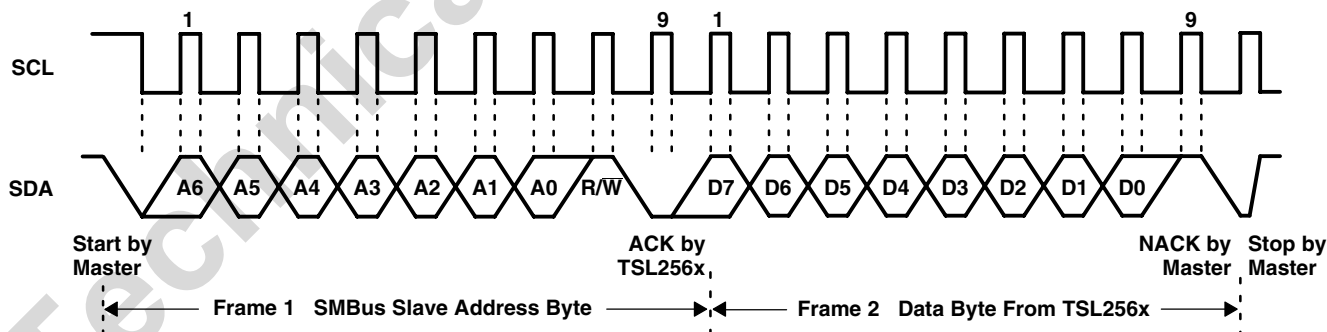 1 9 1 9
SCL
SDA A6 A5 A4 A3 A2 A1 A0 R/W̅ D7 D6 D5 D4 D3 D2 D1 D0
Start by Master
ACK by TSL256x
NACK by Master
Stop by Master
Frame 1 SMBus Slave Address Byte
Frame 2 Data Byte From TSL256x
Technica